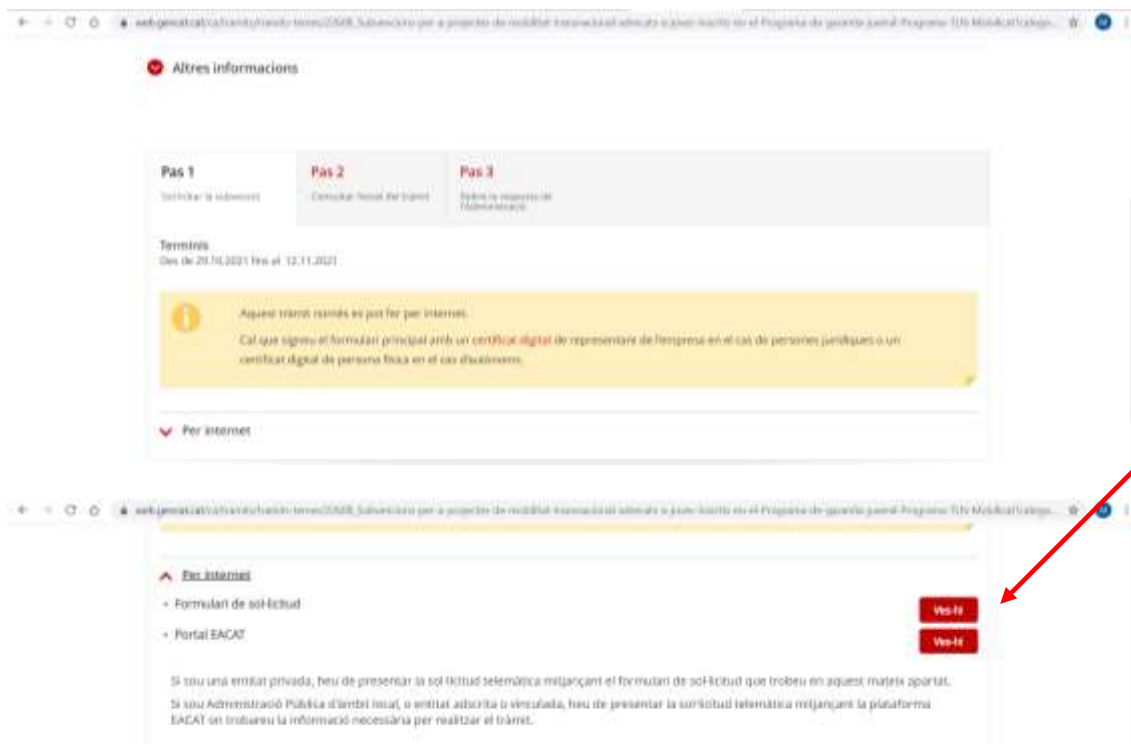 Altres informacions
Pas 1
Pas 2
Pas 3
Sol·licitar la subvenció
Consultar l'estat del tràmit
Rebre la resposta de
l'Administració
Terminis
Des de 29.10.2021 fins al 12.11.2021
Aquest tràmit només es pot fer per internet.
Cal que signeu el formulari principal amb un certificat digital de representant de l'empresa en el cas de persones jurídiques o un
certificat digital de persona física en el cas d'autònoms.
Per internet
Per internet
Formulari de sol·licitud
Ves-hi
Portal EACAT
Ves-hi
Si sou una entitat privada, heu de presentar la sol·licitud telemàtica mitjançant el formulari de sol·licitud que trobeu en aquest mateix apartat.
Si sou Administració Pública d'àmbit local, o entitat adscrita o vinculada, heu de presentar la sol·licitud telemàtica mitjançant la plataforma
EACAT on trobareu la informació necessària per realitzar el tràmit.